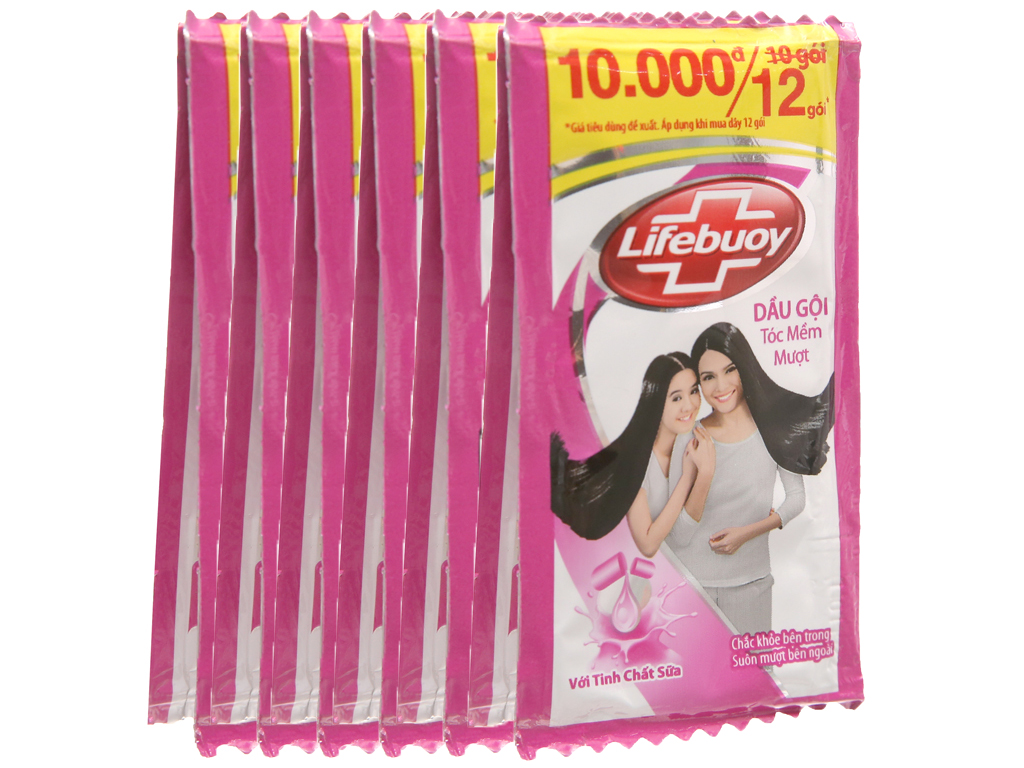 10.000đ/12 gói*
10 gói
*Giá tiêu dùng đề xuất. Áp dụng khi mua dây 12 gói
Lifebuoy
DẦU GỘI
Tóc Mềm
Mượt
Với Tinh Chất Sữa
Chắc khỏe bên trong
Suôn mượt bên ngoài